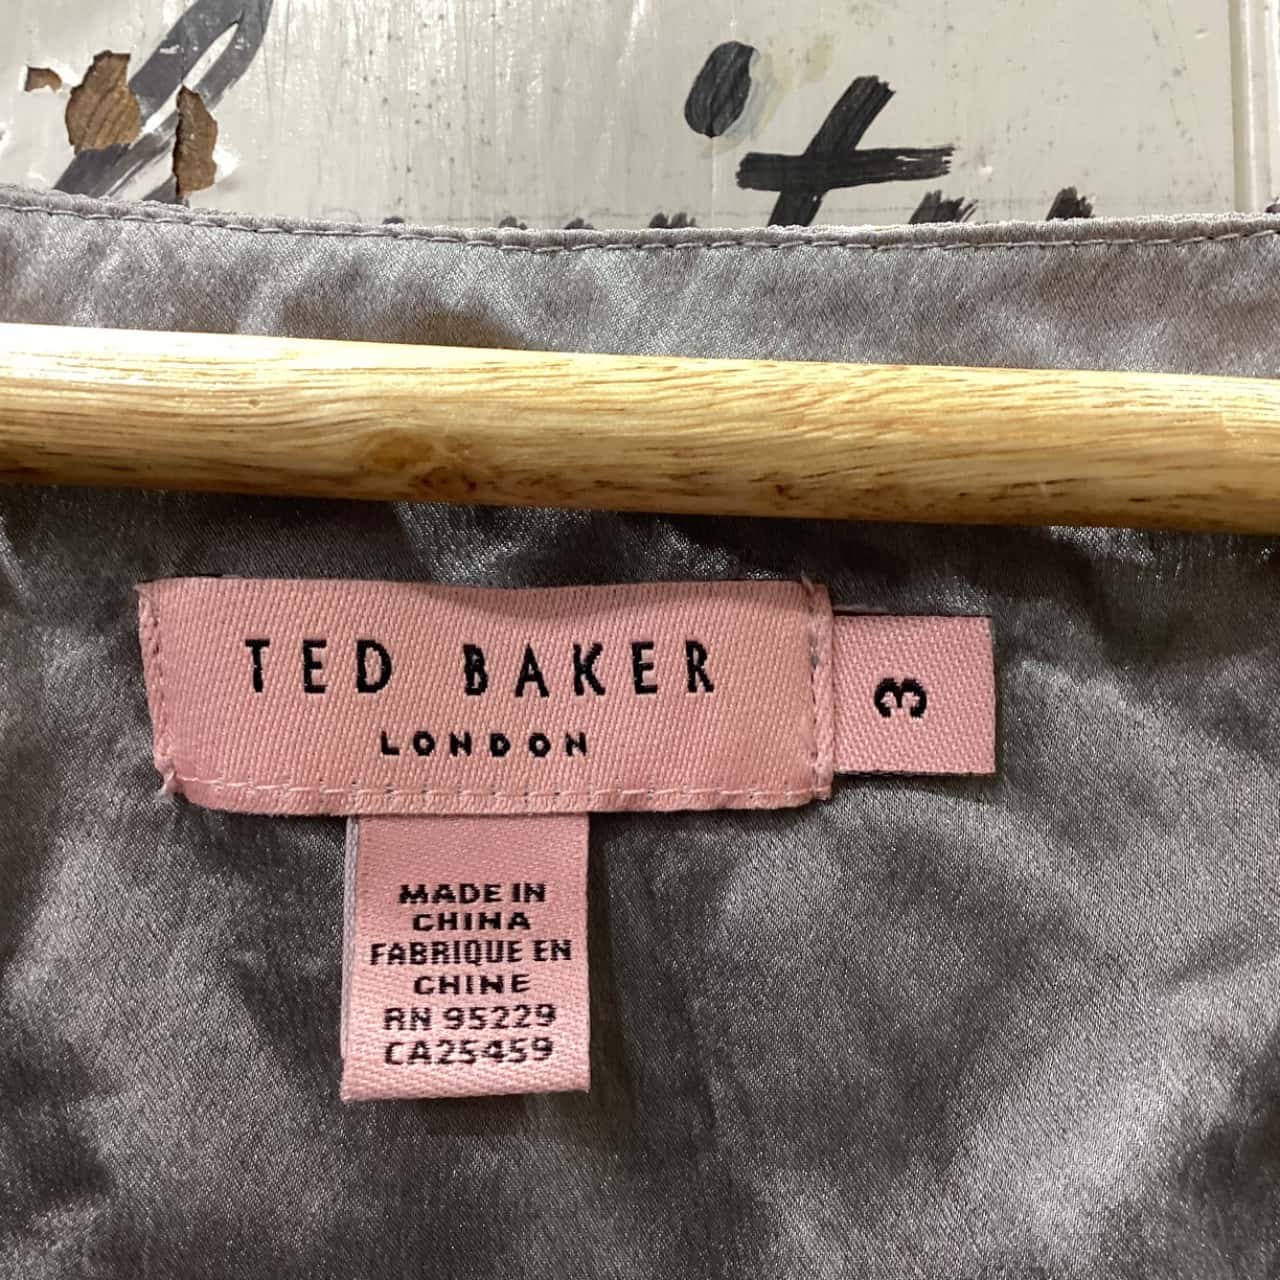 TED BAKER
LONDON
3
MADE IN
CHINA
FABRIQUE EN
CHINE
RN 95229
CA25459